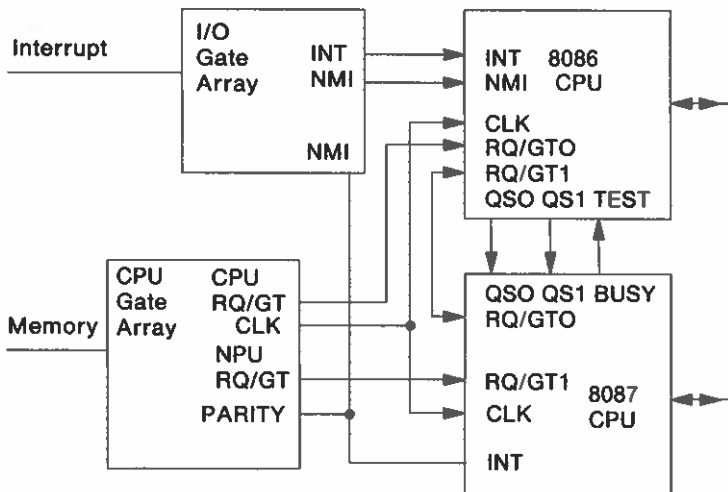 Interrupt
I/O
Gate
Array
INT
NMI
NMI
INT
NMI
8086
CPU
CLK
RQ/GTO
RQ/GT1
QSO QS1 TEST
Memory
CPU
Gate
Array
CPU
RQ/GT
CLK
NPU
RQ/GT
PARITY
QSO QS1 BUSY
RQ/GTO
RQ/GT1
CLK
8087
CPU
INT